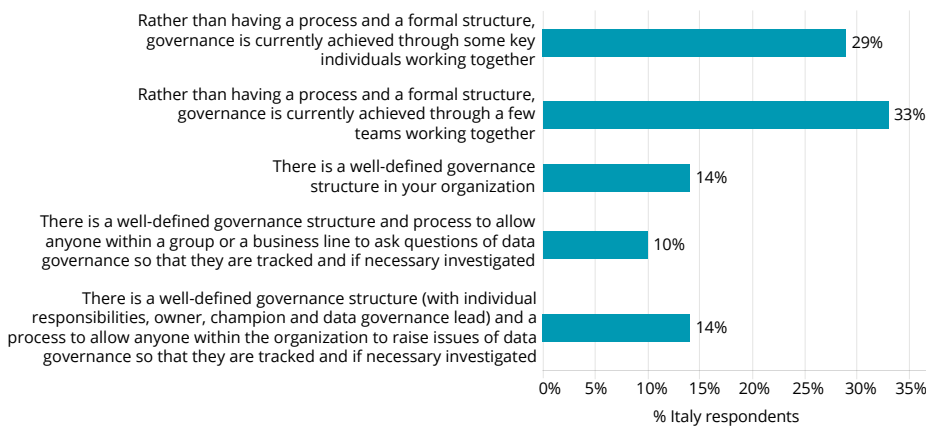 Rather than having a process and a formal structure,
governance is currently achieved through some key
individuals working together
29%
Rather than having a process and a formal structure,
governance is currently achieved through a few
teams working together
33%
There is a well-defined governance
structure in your organization
14%
There is a well-defined governance structure and process to allow
anyone within a group or a business line to ask questions of data
governance so that they are tracked and if necessary investigated
10%
There is a well-defined governance structure (with individual
responsibilities, owner, champion and data governance lead) and a
process to allow anyone within the organization to raise issues of data
governance so that they are tracked and if necessary investigated
14%
0% 5% 10% 15% 20% 25% 30% 35%
% Italy respondents